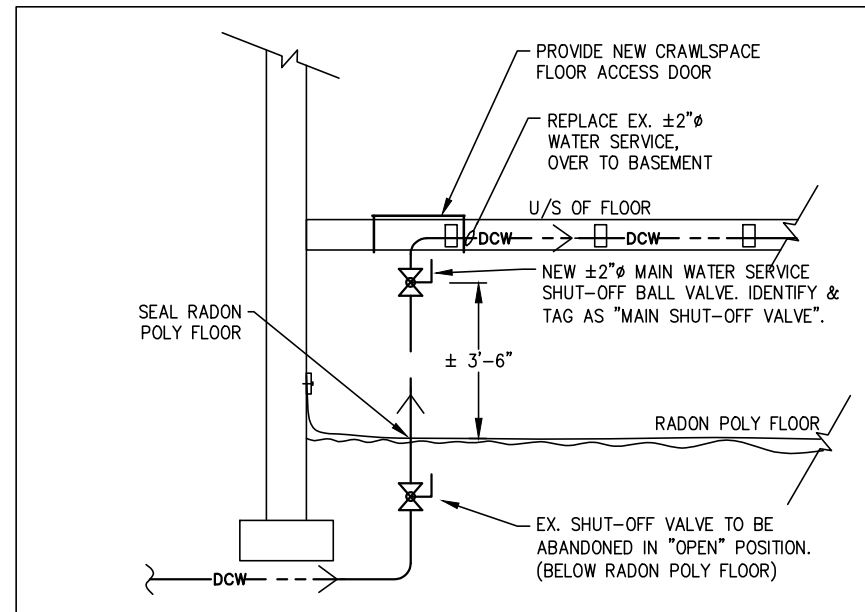 PROVIDE NEW CRAWLSPACE
FLOOR ACCESS DOOR
REPLACE EX. ±2"ø
WATER SERVICE,
OVER TO BASEMENT
U/S OF FLOOR
DCW
DCW
NEW ±2"ø MAIN WATER SERVICE
SHUT-OFF BALL VALVE. IDENTIFY &
TAG AS "MAIN SHUT-OFF VALVE".
SEAL RADON
POLY FLOOR
± 3'-6"
RADON POLY FLOOR
EX. SHUT-OFF VALVE TO BE
ABANDONED IN "OPEN" POSITION.
(BELOW RADON POLY FLOOR)
DCW